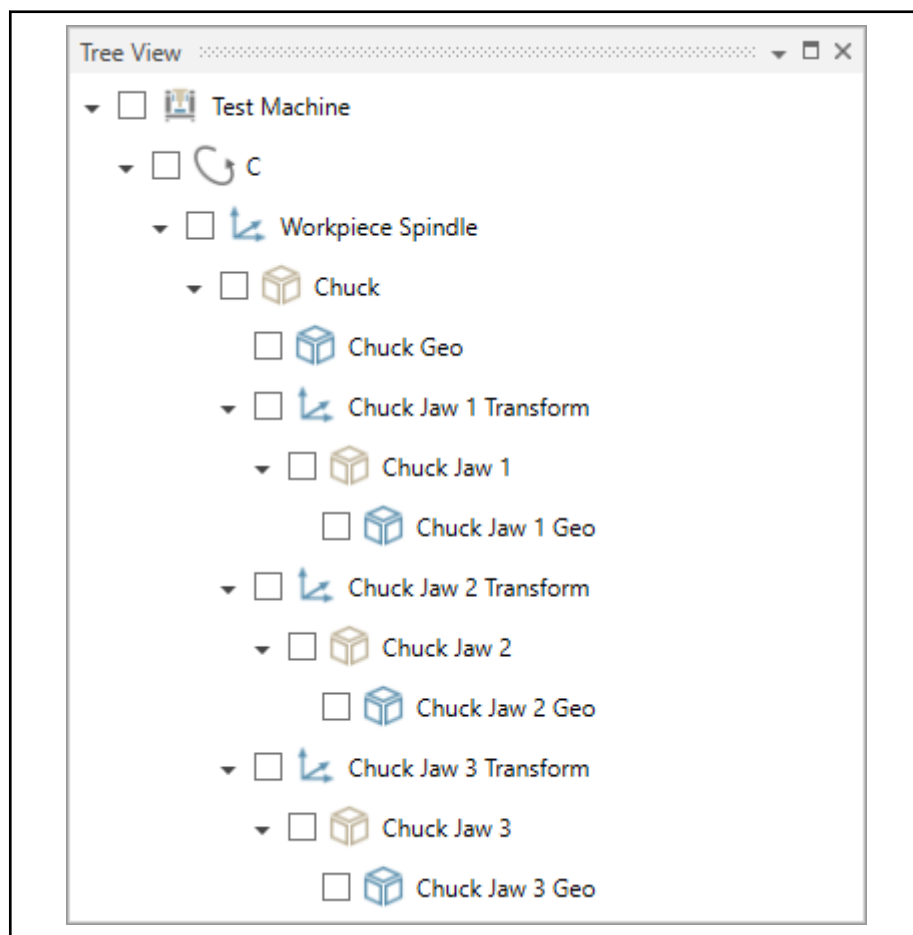 Tree View
Test Machine
C
Workpiece Spindle
Chuck
Chuck Geo
Chuck Jaw 1 Transform
Chuck Jaw 1
Chuck Jaw 1 Geo
Chuck Jaw 2 Transform
Chuck Jaw 2
Chuck Jaw 2 Geo
Chuck Jaw 3 Transform
Chuck Jaw 3
Chuck Jaw 3 Geo